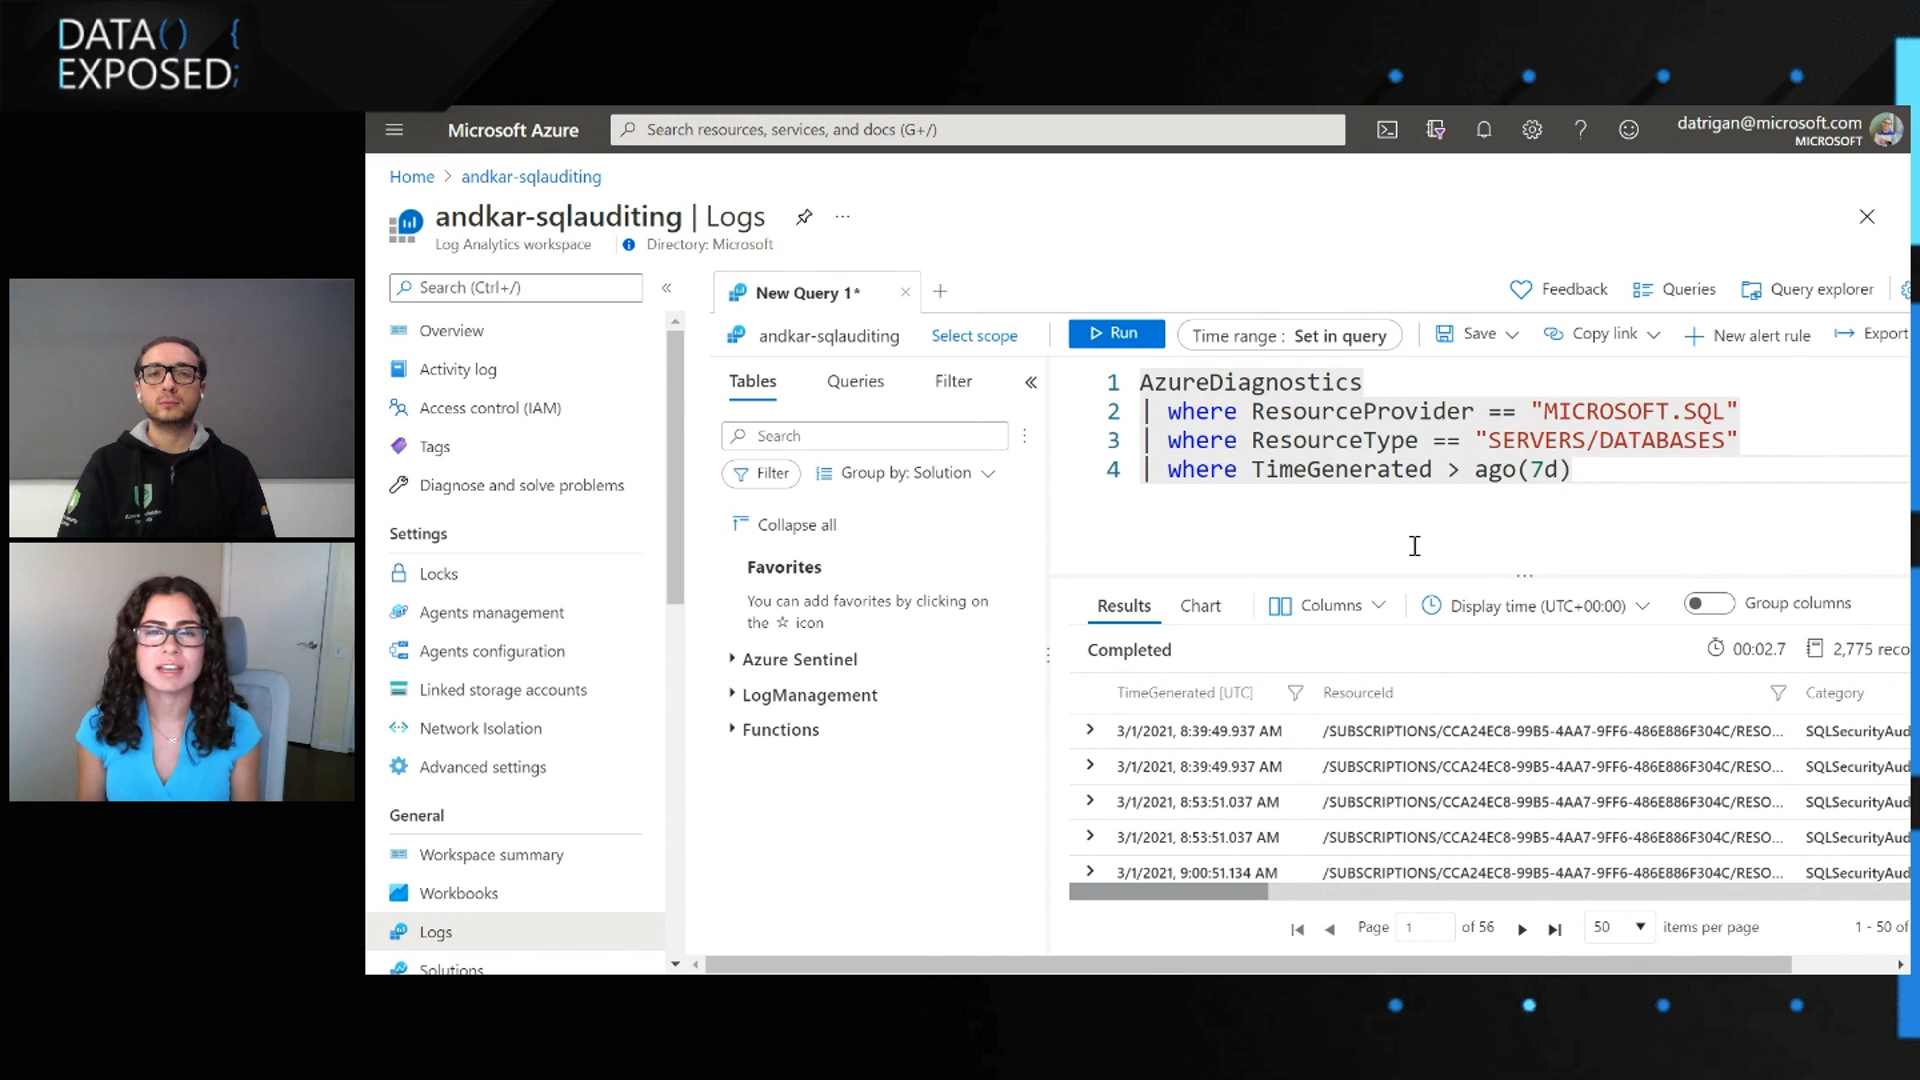 DATA() {
EXPOSED;
Microsoft Azure
Search resources, services, and docs (G+/)
datrigan@microsoft.com
MICROSOFT
Home > andkar-sqlauditing
andkar-sqlauditing | Logs
Log Analytics workspace
Directory: Microsoft
Search (Ctrl+/)
Overview
Activity log
Access control (IAM)
Tags
Diagnose and solve problems
Settings
Locks
Agents management
Agents configuration
Linked storage accounts
Network Isolation
Advanced settings
General
Workspace summary
Workbooks
Logs
Solutions
New Query 1*
Feedback
Queries
Query explorer
andkar-sqlauditing
Select scope
Run
Time range : Set in query
Save
Copy link
New alert rule
Export
Tables
Queries
Filter
Search
Filter
Group by: Solution
Collapse all
Favorites
You can add favorites by clicking on
the ☆ icon
Azure Sentinel
LogManagement
Functions
1 AzureDiagnostics
2 | where ResourceProvider == "MICROSOFT.SQL"
3 | where ResourceType == "SERVERS/DATABASES"
4 | where TimeGenerated > ago(7d)
Results
Chart
Columns
Display time (UTC+00:00)
Group columns
Completed
00:02.7
2,775 reco
TimeGenerated [UTC] ResourceId Category
3/1/2021, 8:39:49.937 AM /SUBSCRIPTIONS/CCA24EC8-99B5-4AA7-9FF6-486E886F304C/RESO... SQLSecurityAud
3/1/2021, 8:39:49.937 AM /SUBSCRIPTIONS/CCA24EC8-99B5-4AA7-9FF6-486E886F304C/RESO... SQLSecurityAud
3/1/2021, 8:53:51.037 AM /SUBSCRIPTIONS/CCA24EC8-99B5-4AA7-9FF6-486E886F304C/RESO... SQLSecurityAud
3/1/2021, 8:53:51.037 AM /SUBSCRIPTIONS/CCA24EC8-99B5-4AA7-9FF6-486E886F304C/RESO... SQLSecurityAud
3/1/2021, 9:00:51.134 AM /SUBSCRIPTIONS/CCA24EC8-99B5-4AA7-9FF6-486E886F304C/RESO... SQLSecurityAud
Page 1 of 56
50 items per page
1 - 50 of